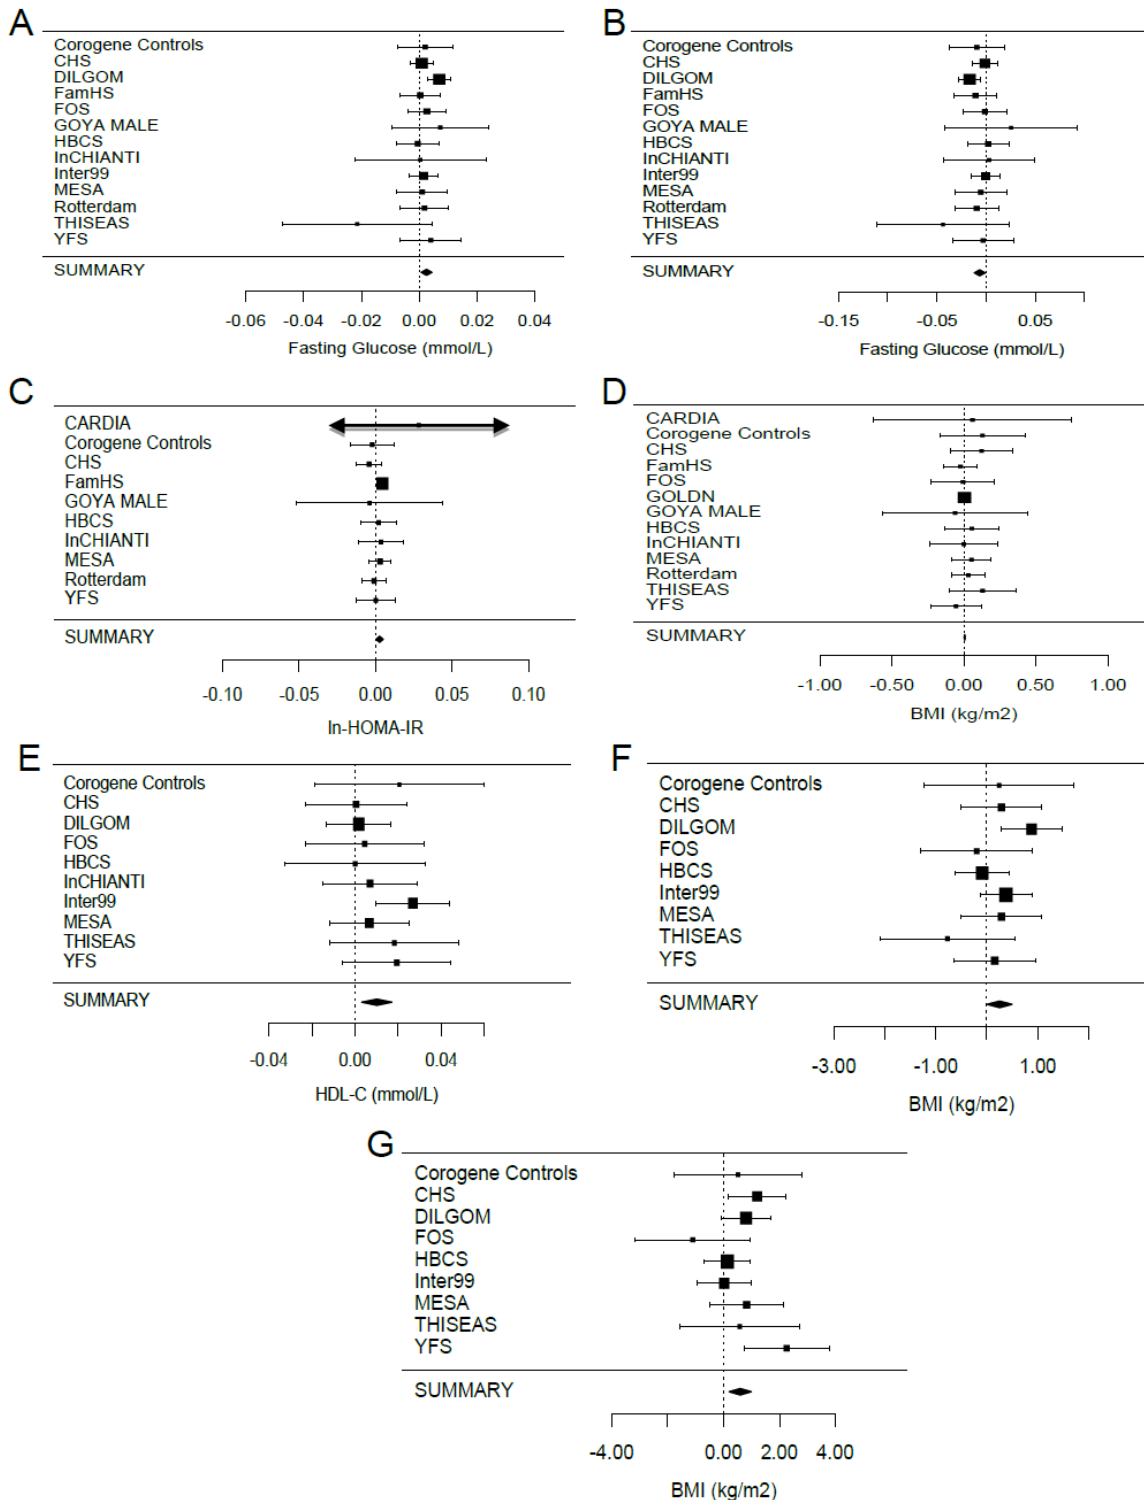 A
Corogene Controls
CHS
DILGOM
FamHS
FOS
GOYA MALE
HBCS
InCHIANTI
Inter99
MESA
Rotterdam
THISEAS
YFS
SUMMARY
-0.06 -0.04 -0.02 0.00 0.02 0.04
Fasting Glucose (mmol/L)
B
Corogene Controls
CHS
DILGOM
FamHS
FOS
GOYA MALE
HBCS
InCHIANTI
Inter99
MESA
Rotterdam
THISEAS
YFS
SUMMARY
-0.15 -0.05 0.05
Fasting Glucose (mmol/L)
C
CARDIA
Corogene Controls
CHS
FamHS
GOYA MALE
HBCS
InCHIANTI
MESA
Rotterdam
YFS
SUMMARY
-0.10 -0.05 0.00 0.05 0.10
ln-HOMA-IR
D
CARDIA
Corogene Controls
CHS
FamHS
FOS
GOLDN
GOYA MALE
HBCS
InCHIANTI
MESA
Rotterdam
THISEAS
YFS
SUMMARY
-1.00 -0.50 0.00 0.50 1.00
BMI (kg/m2)
E
Corogene Controls
CHS
DILGOM
FOS
HBCS
InCHIANTI
Inter99
MESA
THISEAS
YFS
SUMMARY
-0.04 0.00 0.04
HDL-C (mmol/L)
F
Corogene Controls
CHS
DILGOM
FOS
HBCS
Inter99
MESA
THISEAS
YFS
SUMMARY
-3.00 -1.00 1.00
BMI (kg/m2)
G
Corogene Controls
CHS
DILGOM
FOS
HBCS
Inter99
MESA
THISEAS
YFS
SUMMARY
-4.00 0.00 2.00 4.00
BMI (kg/m2)